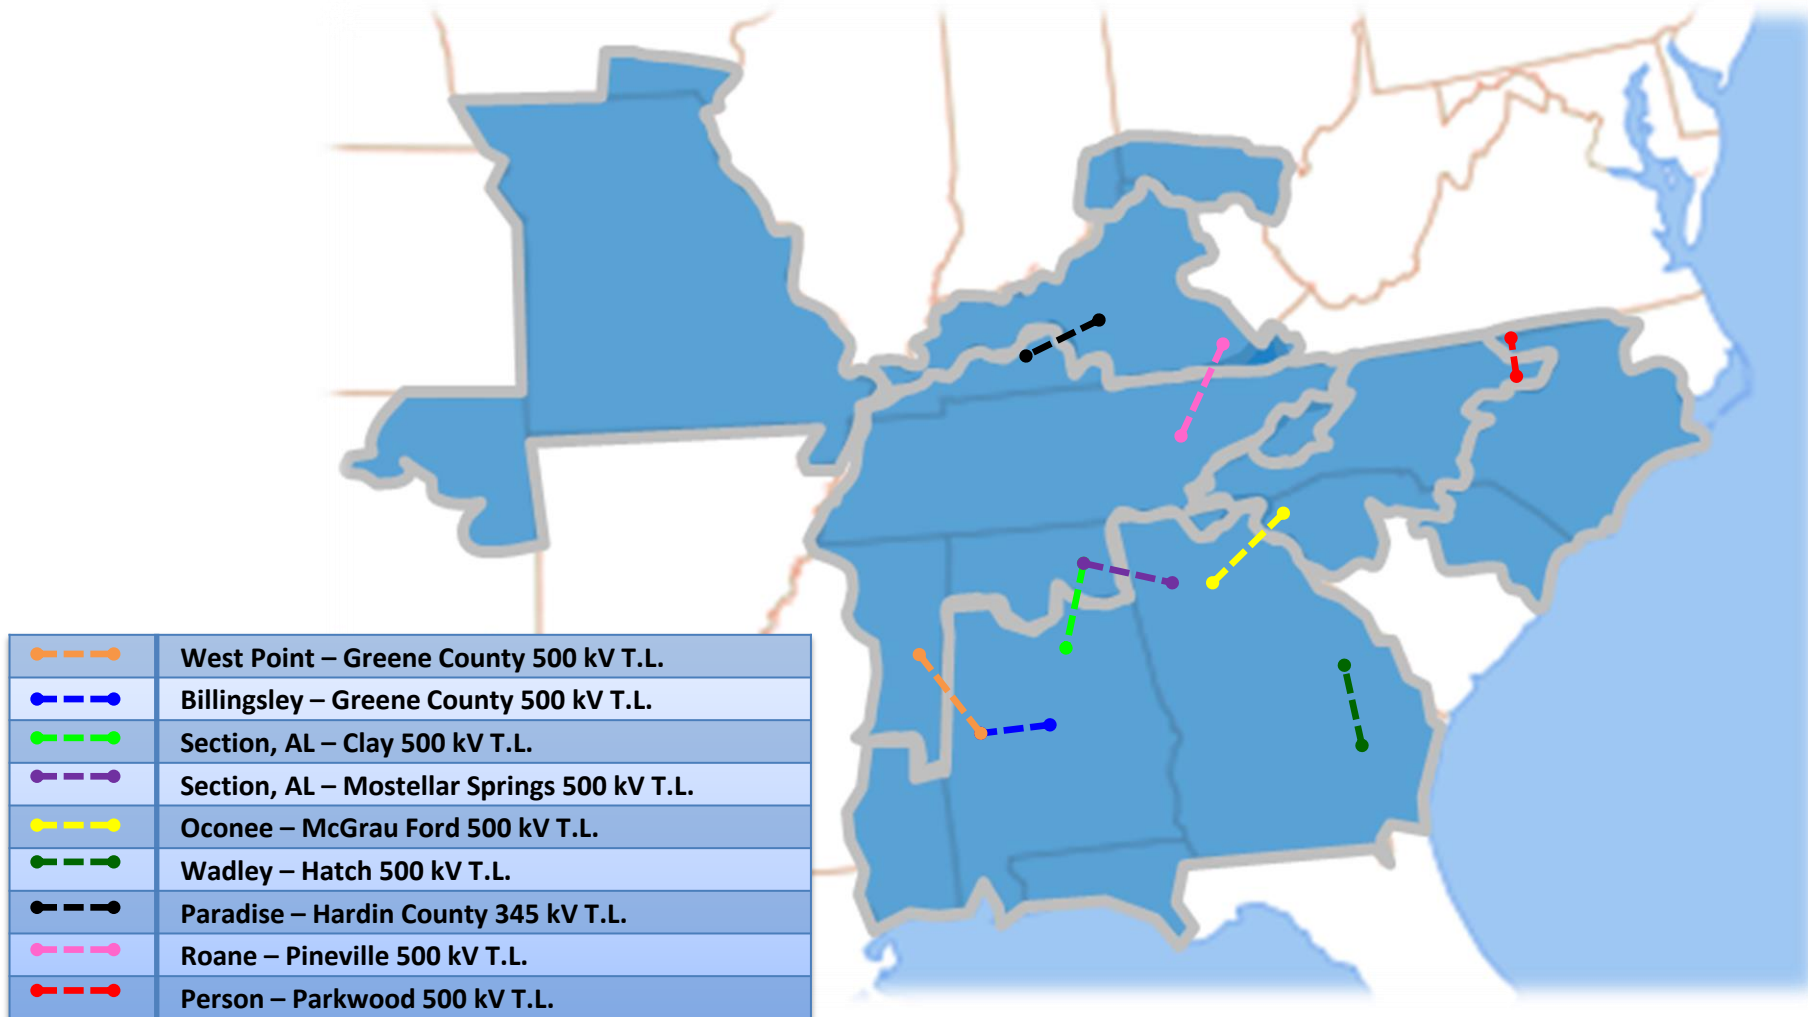 West Point – Greene County 500 kV T.L.
Billingsley – Greene County 500 kV T.L.
Section, AL – Clay 500 kV T.L.
Section, AL – Mostellar Springs 500 kV T.L.
Oconee – McGrau Ford 500 kV T.L.
Wadley – Hatch 500 kV T.L.
Paradise – Hardin County 345 kV T.L.
Roane – Pineville 500 kV T.L.
Person – Parkwood 500 kV T.L.